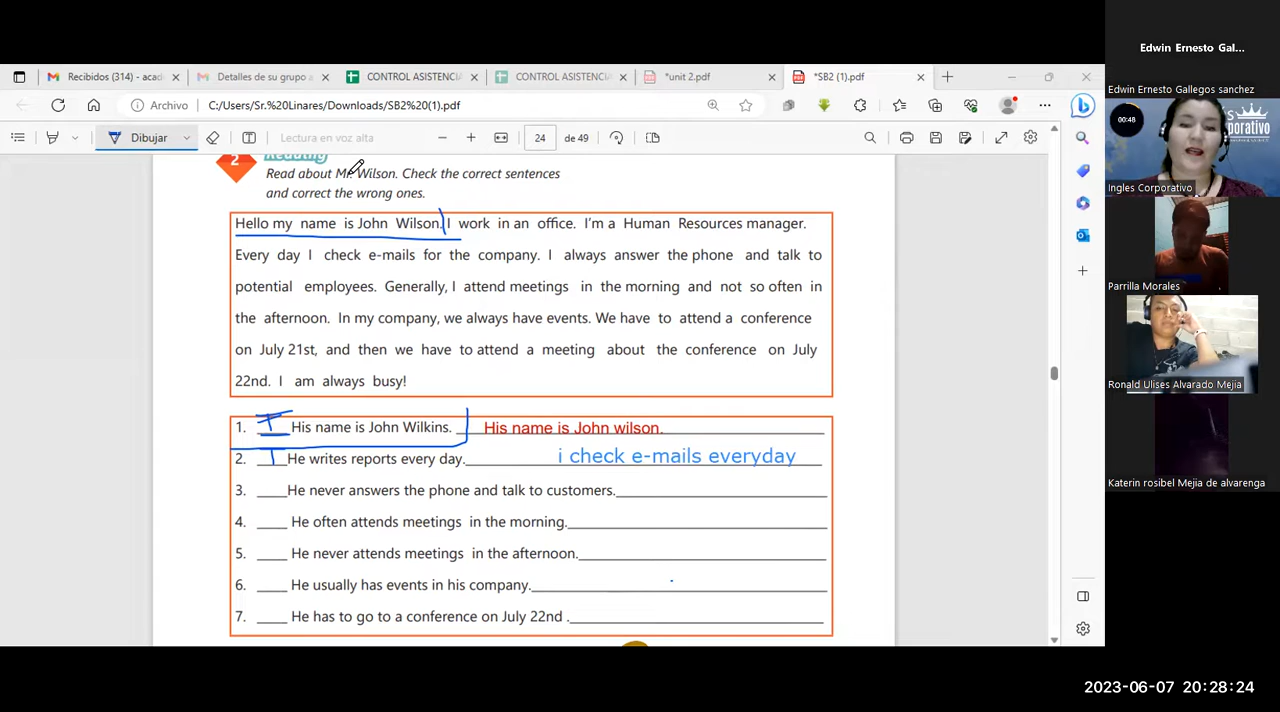 Edwin Ernesto Gal...
Recibidos (314) - acad
Detalles de su grupo a
CONTROL ASISTENCIA
CONTROL ASISTENCIA
*unit 2.pdf
*SB2 (1).pdf
Edwin Ernesto Gallegos sanchez
Archivo
C:/Users/Sr.%20Linares/Downloads/SB2%20(1).pdf
00:48
s
porativo
Dibujar
Lectura en voz alta
24
de 49
Ingles Corporativo
2
Reading
Read about Mr Wilson. Check the correct sentences
and correct the wrong ones.
Hello my name is John Wilson. I work in an office. I'm a Human Resources manager.
Every day I check e-mails for the company. I always answer the phone and talk to
potential employees. Generally, I attend meetings in the morning and not so often in
the afternoon. In my company, we always have events. We have to attend a conference
on July 21st, and then we have to attend a meeting about the conference on July
22nd. I am always busy!
Parrilla Morales
Ronald Ulises Alvarado Mejia
1. His name is John Wilkins. His name is John wilson.
2. He writes reports every day. i check e-mails everyday
3. ____He never answers the phone and talk to customers.
4. ____ He often attends meetings in the morning.
5. ____ He never attends meetings in the afternoon.
6. ____ He usually has events in his company.
7. ____ He has to go to a conference on July 22nd .
Katerin rosibel Mejia de alvarenga
2023-06-07 20:28:24